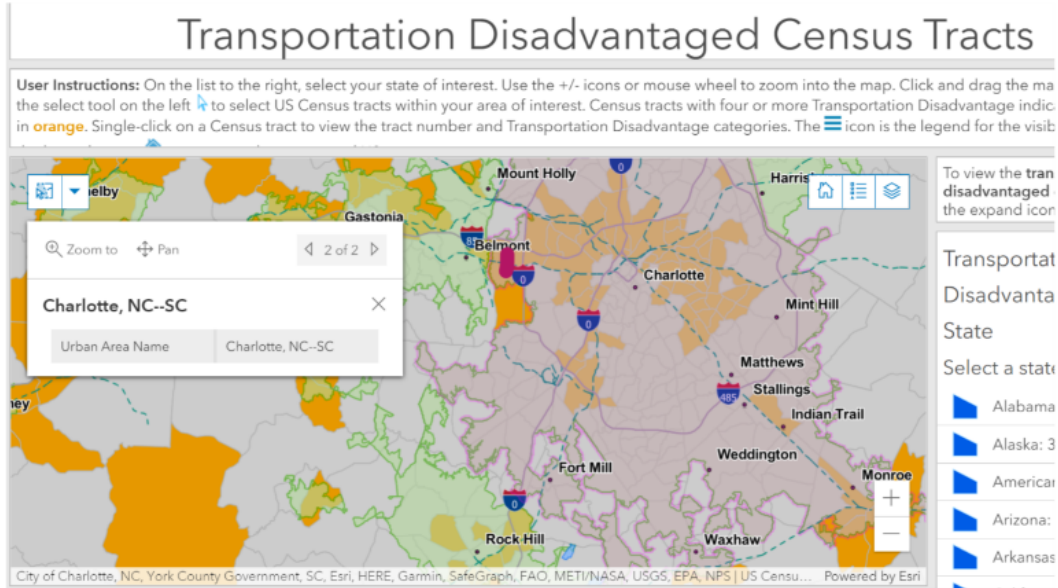 Transportation Disadvantaged Census Tracts
User Instructions: On the list to the right, select your state of interest. Use the +/- icons or mouse wheel to zoom into the map. Click and drag the ma
the select tool on the left to select US Census tracts within your area of interest. Census tracts with four or more Transportation Disadvantage indic
in orange. Single-click on a Census tract to view the tract number and Transportation Disadvantage categories. The icon is the legend for the visib
To view the tran
disadvantaged
the expand icon
elby
Mount Holly
0
Harris
Gastonia
Zoom to
Pan
2 of 2
85
Belmont
0
Charlotte
Charlotte, NC--SC
Mint Hill
Urban Area Name
Charlotte, NC--SC
0
Matthews
Stallings
485
Indian Trail
ney
Weddington
Fort Mill
Monroe
0
Rock Hill
Waxhaw
+
−
City of Charlotte, NC, York County Government, SC, Esri, HERE, Garmin, SafeGraph, FAO, METI/NASA, USGS, EPA, NPS | US Censu...
Powered by Esri
Transportat
Disadvanta
State
Select a state
Alabama
Alaska: 3
American
Arizona:
Arkansas